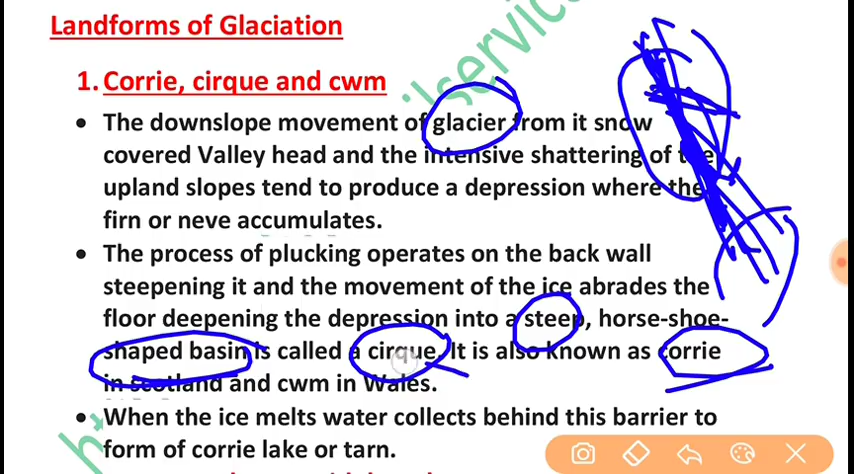 Landforms of Glaciation
1. Corrie, cirque and cwm
• The downslope movement of glacier from it snow
covered Valley head and the intensive shattering of the
upland slopes tend to produce a depression where the
firn or neve accumulates.
• The process of plucking operates on the back wall
steepening it and the movement of the ice abrades the
floor deepening the depression into a steep, horse-shoe-
shaped basin is called a cirque. It is also known as corrie
in scotland and cwm in Wales.
• When the ice melts water collects behind this barrier to
form of corrie lake or tarn.